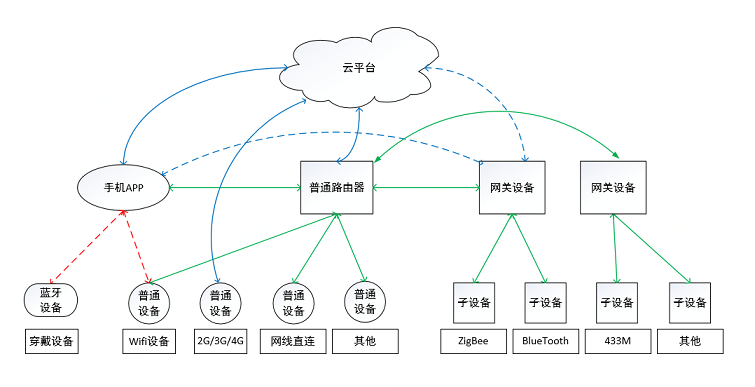 云平台
手机APP
普通路由器
网关设备
网关设备
蓝牙
设备
普通
设备
普通
设备
普通
设备
普通
设备
子设备
子设备
子设备
子设备
穿戴设备
Wifi设备
2G/3G/4G
网线直连
其他
ZigBee
BlueTooth
433M
其他